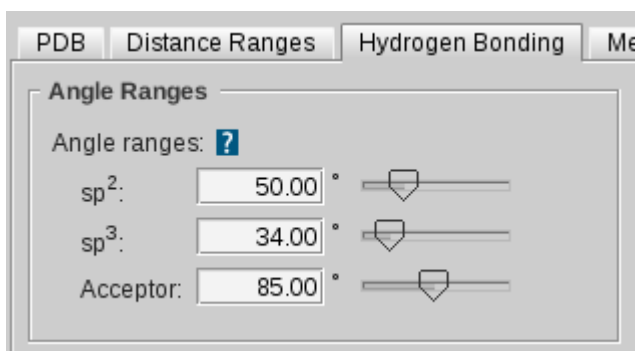 PDB Distance Ranges Hydrogen Bonding Me
Angle Ranges
Angle ranges: ?
sp²: 50.00 °
sp³: 34.00 °
Acceptor: 85.00 °